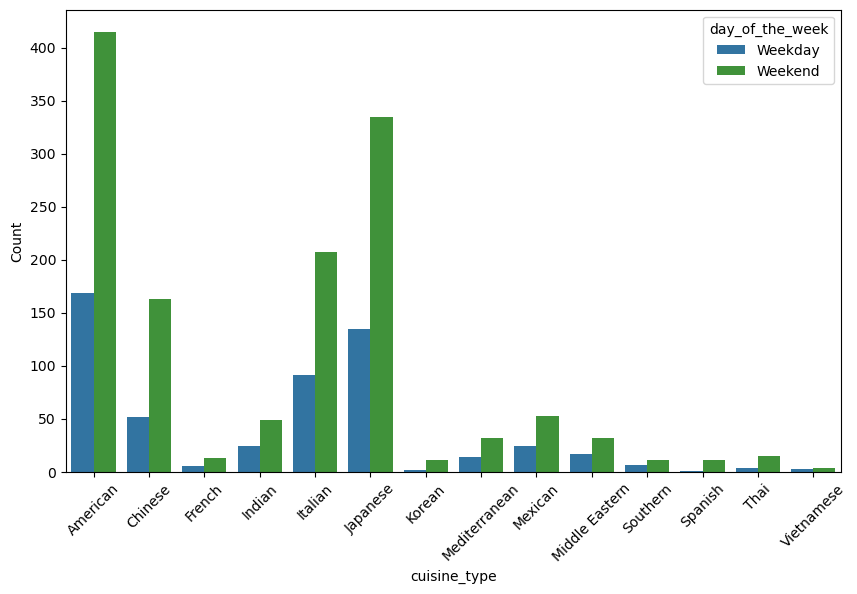 day_of_the_week
Weekday
Weekend
Count
400
350
300
250
200
150
100
50
0
American
Chinese
French
Indian
Italian
Japanese
Korean
Mediterranean
Mexican
Middle Eastern
Southern
Spanish
Thai
Vietnamese
cuisine_type